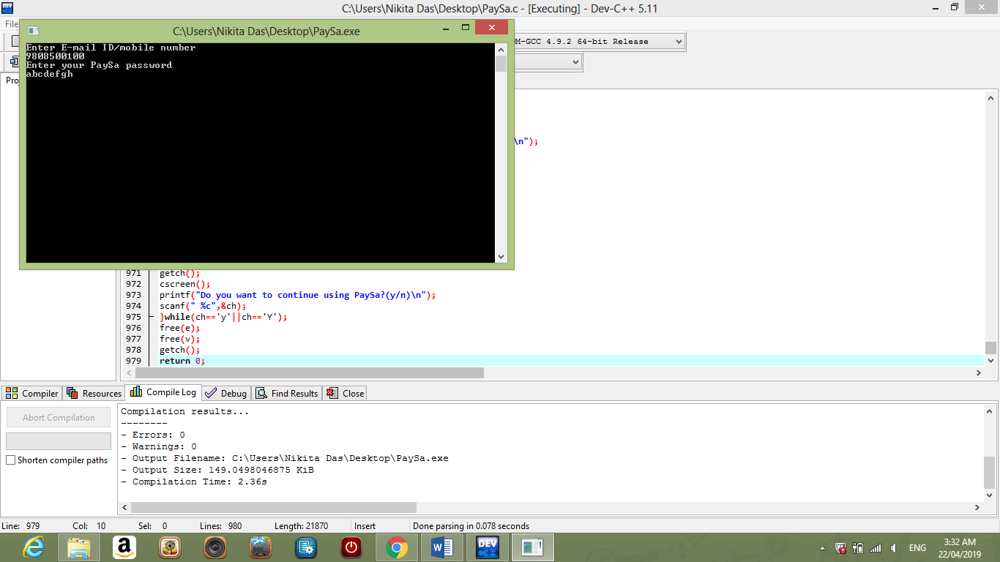 C:\Users\Nikita Das\Desktop\PaySa.c - [Executing] - Dev-C++ 5.11
File
C:\Users\Nikita Das\Desktop\PaySa.exe
M-GCC 4.9.2 64-bit Release
Enter E-mail ID/mobile number
9808500100
Enter your PaySa password
abcdefgh
\n");
971 getch();
972 cscreen();
973 printf("Do you want to continue using PaySa?(y/n)\n");
974 scanf(" %c",&ch);
975 }while(ch=='y'||ch=='Y');
976 free(e);
977 free(v);
978 getch();
979 return 0;
Compiler Resources Compile Log Debug Find Results Close
Abort Compilation
Shorten compiler paths
Compilation results...
--------
- Errors: 0
- Warnings: 0
- Output Filename: C:\Users\Nikita Das\Desktop\PaySa.exe
- Output Size: 149.0498046875 KiB
- Compilation Time: 2.36s
Line: 979 Col: 10 Sel: 0 Lines: 980 Length: 21870 Insert Done parsing in 0.078 seconds
DOC
DEV C++
ENG
3:32 AM
22/04/2019